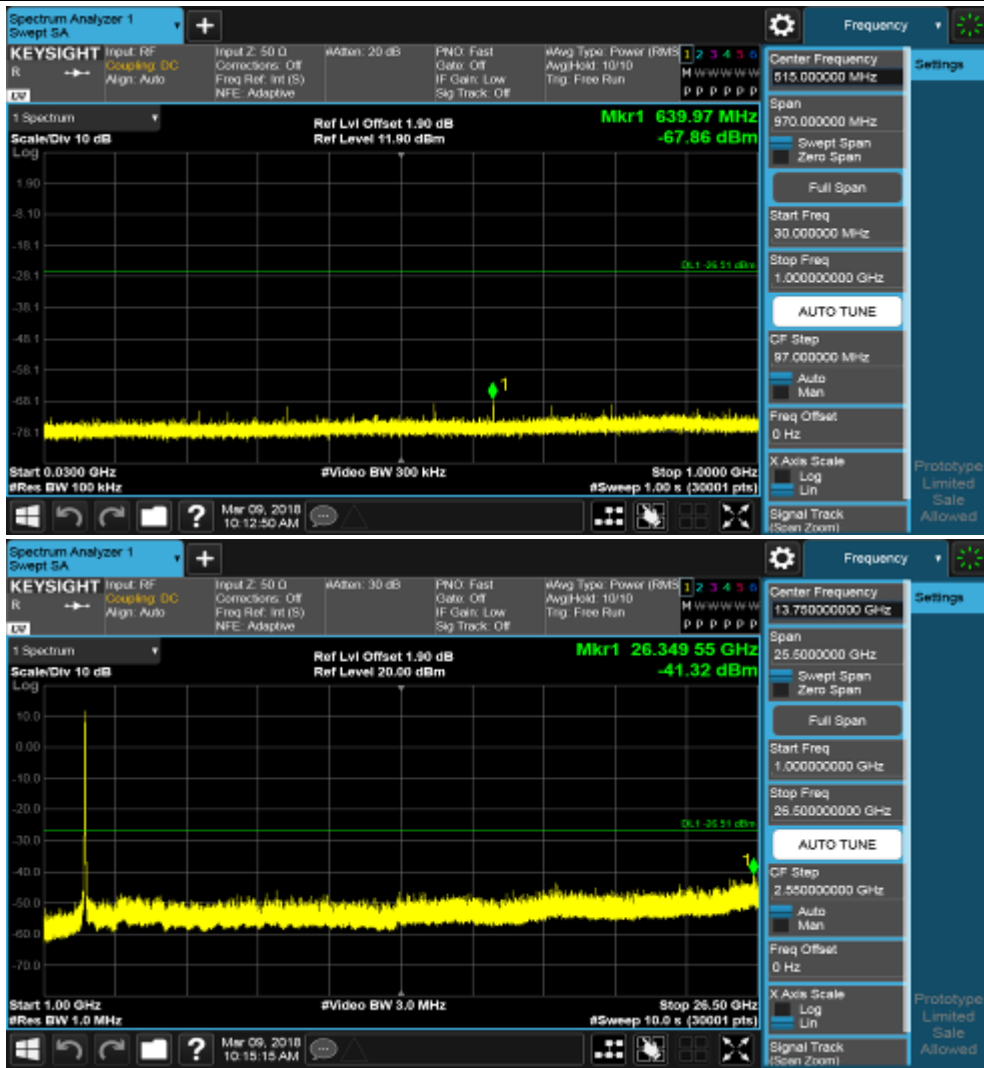 Spectrum Analyzer 1
Swept SA
Frequency
KEYSIGHT
R
Input: RF
Coupling: DC
Align: Auto
Input Z: 50 Ω
Corrections: Off
Freq Ref: Int (S)
NFE: Adaptive
#Atten: 20 dB
PNO: Fast
Gate: Off
IF Gain: Low
Sig Track: Off
#Avg Type: Power (RMS
Avg|Hold: 10/10
Trig: Free Run
1 2 3 4 5 6
M W W W W W
P P P P P P
1 Spectrum
Scale/Div 10 dB
Log
Ref Lvl Offset 1.90 dB
Ref Level 11.90 dBm
Mkr1 639.97 MHz
-67.86 dBm
1.90
-8.10
-18.1
-28.1
-38.1
-48.1
-58.1
-68.1
-78.1
DL1 -26.51 dBm
1
Start 0.0300 GHz
#Res BW 100 kHz
#Video BW 300 kHz
Stop 1.0000 GHz
#Sweep 1.00 s (30001 pts)
Mar 09, 2018
10:12:50 AM
Center Frequency
515.000000 MHz
Settings
Span
970.000000 MHz
Swept Span
Zero Span
Full Span
Start Freq
30.000000 MHz
Stop Freq
1.000000000 GHz
AUTO TUNE
CF Step
97.000000 MHz
Auto
Man
Freq Offset
0 Hz
X Axis Scale
Log
Lin
Signal Track
(Span Zoom)
Prototype
Limited
Sale
Allowed
Spectrum Analyzer 1
Swept SA
Frequency
KEYSIGHT
R
Input: RF
Coupling: DC
Align: Auto
Input Z: 50 Ω
Corrections: Off
Freq Ref: Int (S)
NFE: Adaptive
#Atten: 30 dB
PNO: Fast
Gate: Off
IF Gain: Low
Sig Track: Off
#Avg Type: Power (RMS
Avg|Hold: 10/10
Trig: Free Run
1 2 3 4 5 6
M W W W W W
P P P P P P
1 Spectrum
Scale/Div 10 dB
Log
Ref Lvl Offset 1.90 dB
Ref Level 20.00 dBm
Mkr1 26.349 55 GHz
-41.32 dBm
10.0
0.00
-10.0
-20.0
-30.0
-40.0
-50.0
-60.0
-70.0
DL1 -26.51 dBm
1
Start 1.00 GHz
#Res BW 1.0 MHz
#Video BW 3.0 MHz
Stop 26.50 GHz
#Sweep 10.0 s (30001 pts)
Mar 09, 2018
10:15:15 AM
Center Frequency
13.750000000 GHz
Settings
Span
25.5000000 GHz
Swept Span
Zero Span
Full Span
Start Freq
1.000000000 GHz
Stop Freq
26.500000000 GHz
AUTO TUNE
CF Step
2.550000000 GHz
Auto
Man
Freq Offset
0 Hz
X Axis Scale
Log
Lin
Signal Track
(Span Zoom)
Prototype
Limited
Sale
Allowed